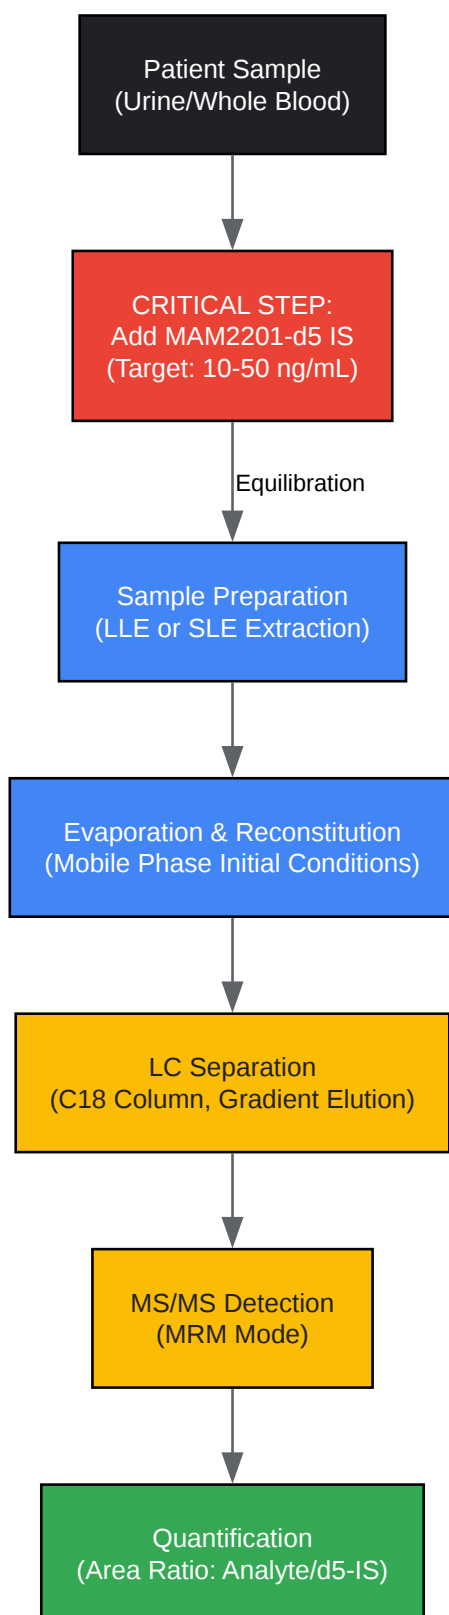 Patient Sample
(Urine/Whole Blood)
CRITICAL STEP:
Add MAM2201-d5 IS
(Target: 10-50 ng/mL)
Equilibration
Sample Preparation
(LLE or SLE Extraction)
Evaporation & Reconstitution
(Mobile Phase Initial Conditions)
LC Separation
(C18 Column, Gradient Elution)
MS/MS Detection
(MRM Mode)
Quantification
(Area Ratio: Analyte/d5-IS)